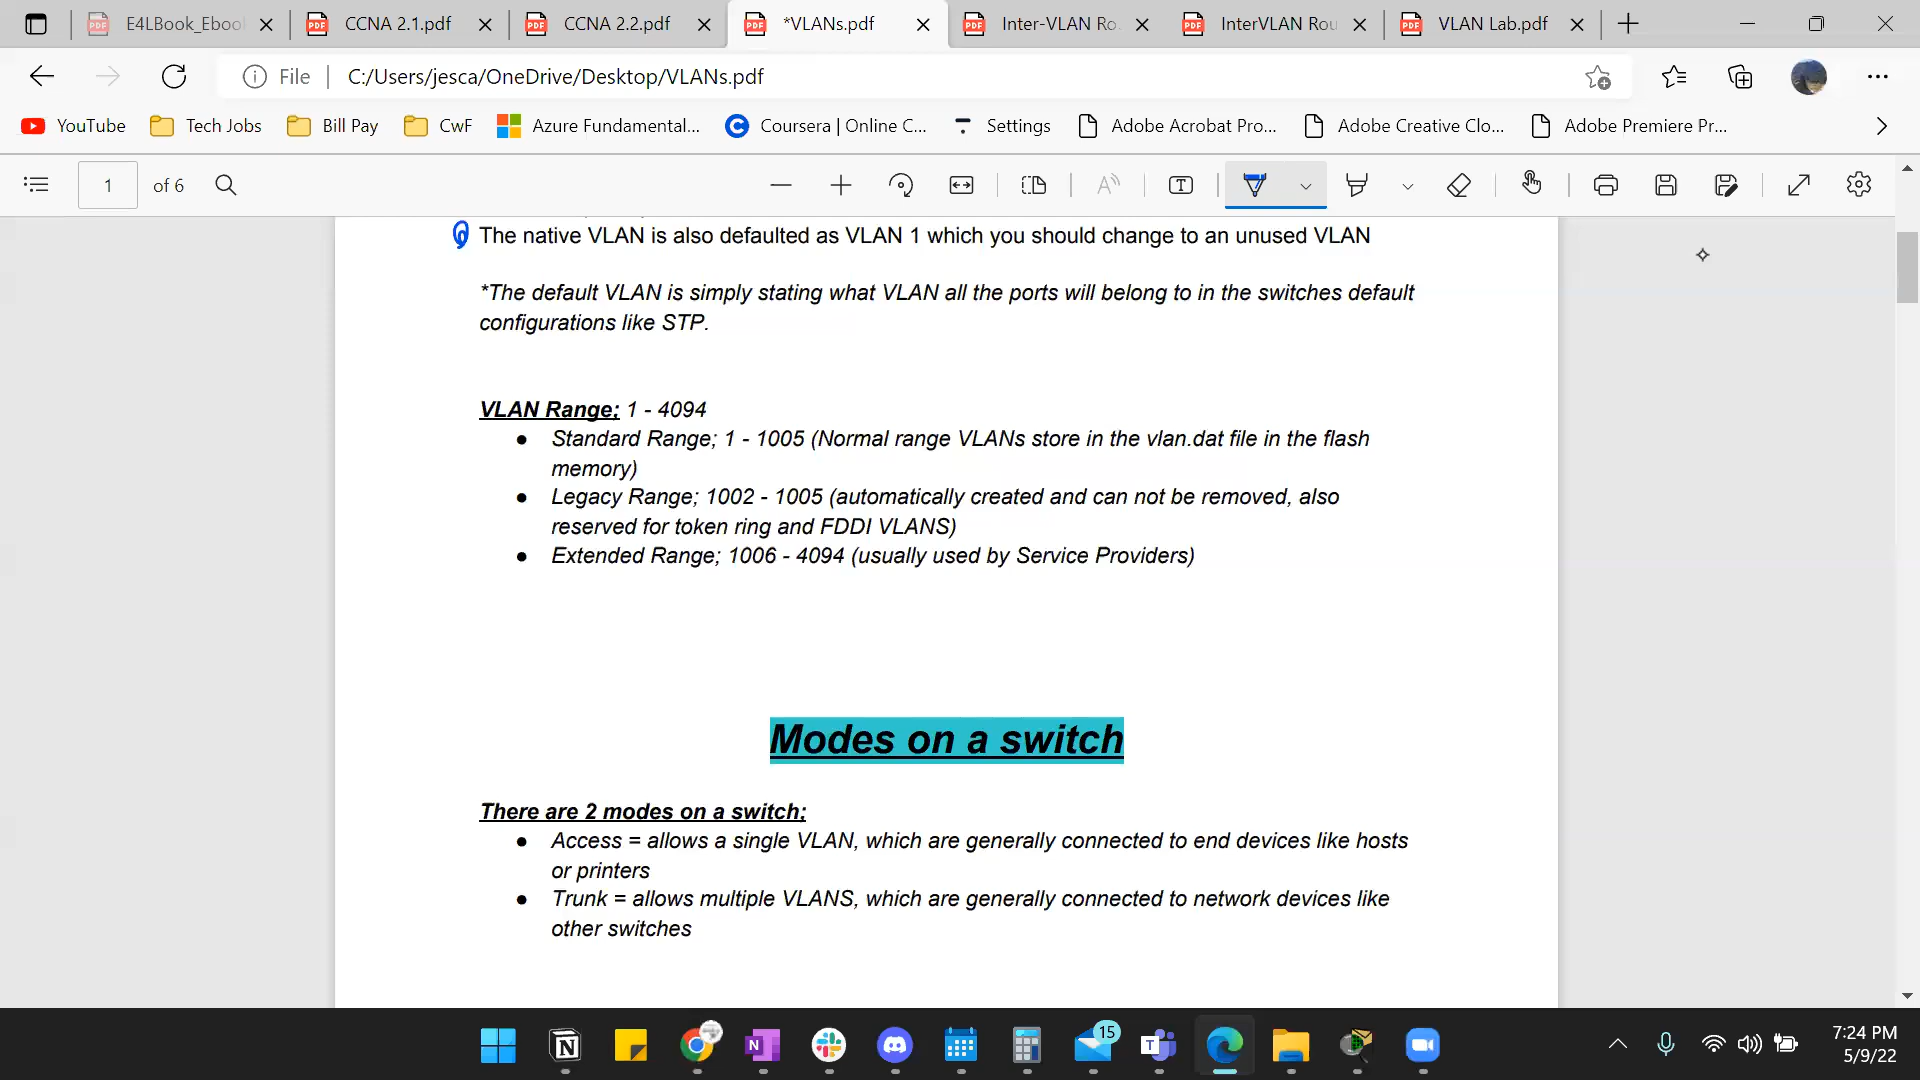 E4LBook_Eboo
CCNA 2.1.pdf
CCNA 2.2.pdf
*VLANs.pdf
Inter-VLAN Ro
InterVLAN Rou
VLAN Lab.pdf
File
C:/Users/jesca/OneDrive/Desktop/VLANs.pdf
YouTube
Tech Jobs
Bill Pay
CwF
Azure Fundamental...
Coursera | Online C...
Settings
Adobe Acrobat Pro...
Adobe Creative Clo...
Adobe Premiere Pr...
1 of 6
The native VLAN is also defaulted as VLAN 1 which you should change to an unused VLAN
*The default VLAN is simply stating what VLAN all the ports will belong to in the switches default
configurations like STP.
VLAN Range; 1 - 4094
● Standard Range; 1 - 1005 (Normal range VLANs store in the vlan.dat file in the flash
memory)
● Legacy Range; 1002 - 1005 (automatically created and can not be removed, also
reserved for token ring and FDDI VLANS)
● Extended Range; 1006 - 4094 (usually used by Service Providers)
Modes on a switch
There are 2 modes on a switch;
● Access = allows a single VLAN, which are generally connected to end devices like hosts
or printers
● Trunk = allows multiple VLANS, which are generally connected to network devices like
other switches
15
7:24 PM
5/9/22